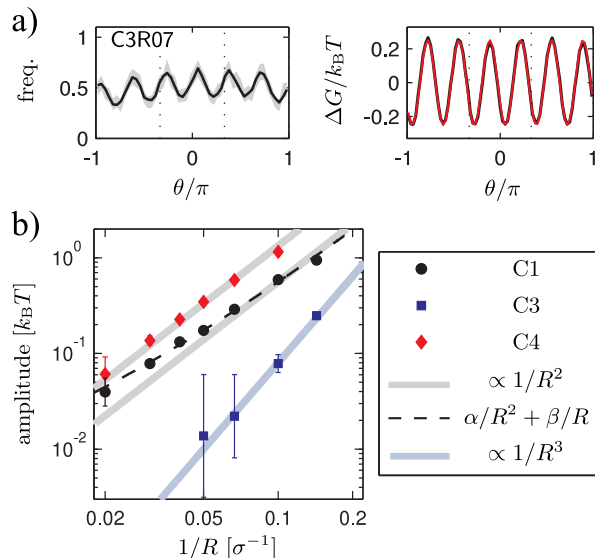 a)
C3R07
freq.
1
0.5
0
-1
0
1
θ/π
ΔG/k_BT
0.2
0
-0.2
-1
0
1
θ/π
b)
amplitude [k_BT]
10^0
10^-1
10^-2
0.02
0.05
0.1
0.2
1/R [σ^-1]
C1
C3
C4
∝ 1/R^2
α/R^2 + β/R
∝ 1/R^3